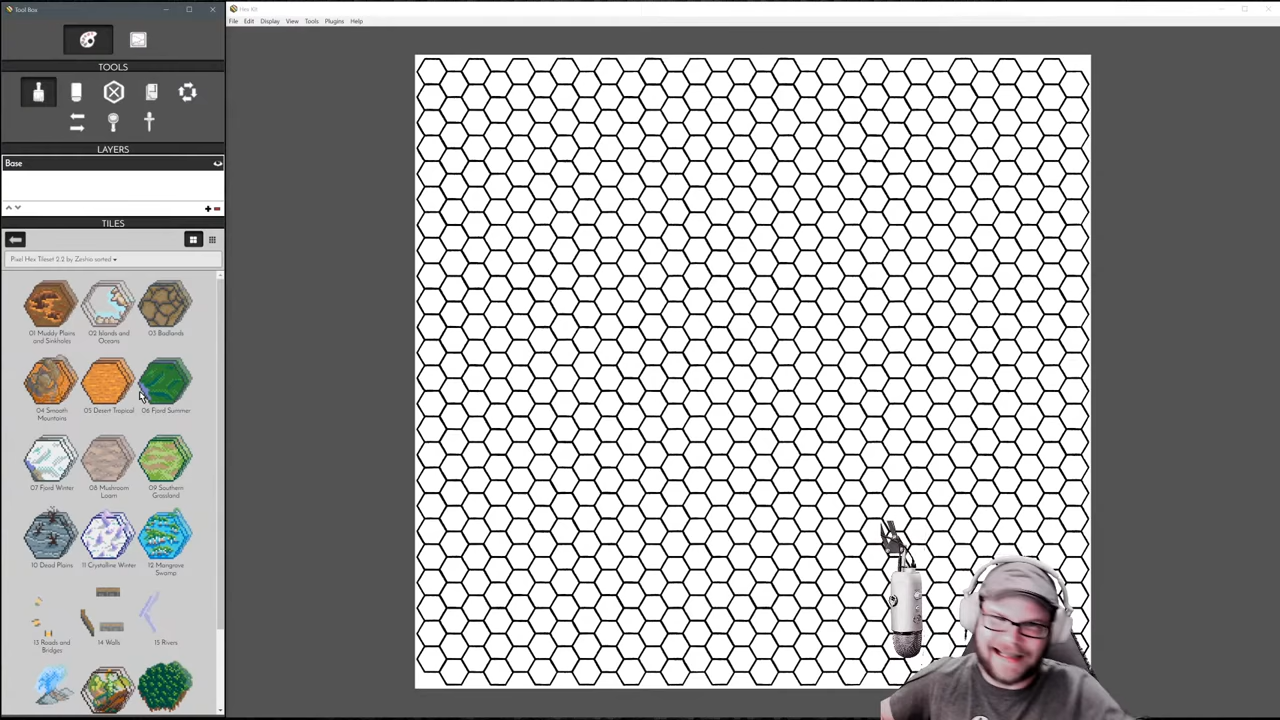 Tool Box
Hex Kit
File Edit Display View Tools Plugins Help
TOOLS
LAYERS
Base
TILES
Pixel Hex Tileset 2.2 by Zeshio sorted
01 Muddy Plains and Sinkholes
02 Islands and Oceans
03 Badlands
04 Smooth Mountains
05 Desert Tropical
06 Fjord Summer
07 Fjord Winter
08 Mushroom Loam
09 Southern Grassland
10 Dead Plains
11 Crystalline Winter
12 Mangrove Swamp
13 Roads and Bridges
14 Walls
15 Rivers